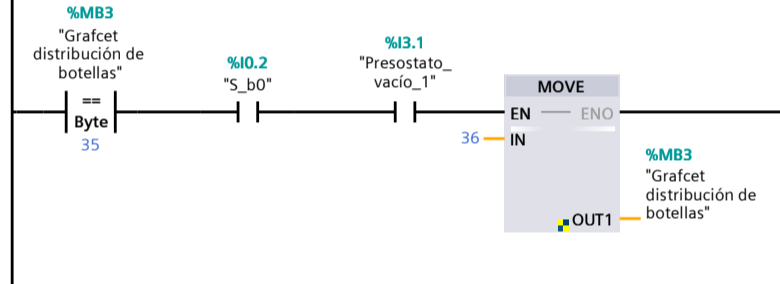 %MB3
"Grafcet
distribución de
botellas"
==
Byte
35
%I0.2
"S_b0"
%I3.1
"Presostato_
vacío_1"
MOVE
EN
ENO
36
IN
OUT1
%MB3
"Grafcet
distribución de
botellas"